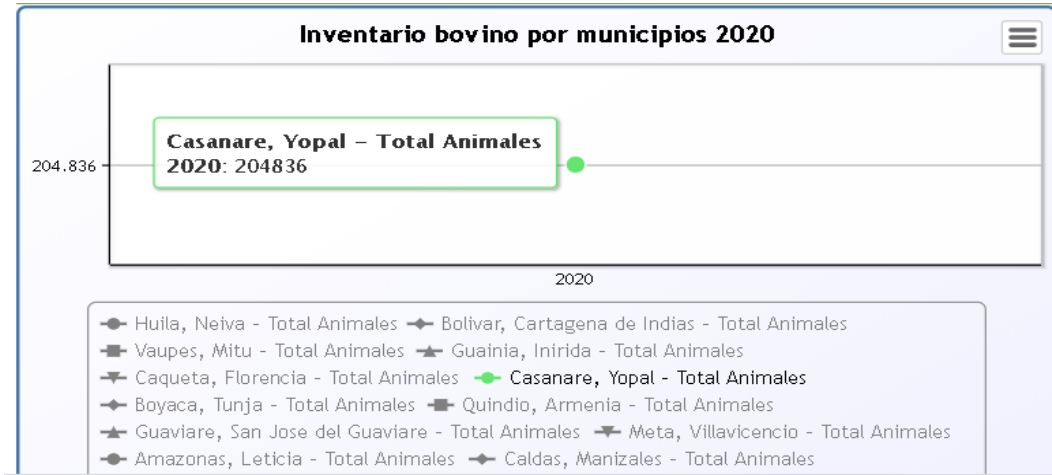 Inventario bovino por municipios 2020
Casanare, Yopal - Total Animales
2020: 204836
204.836
2020
Huila, Neiva - Total Animales Bolivar, Cartagena de Indias - Total Animales
Vaupes, Mitu - Total Animales Guainia, Inirida - Total Animales
Caqueta, Florencia - Total Animales Casanare, Yopal - Total Animales
Boyaca, Tunja - Total Animales Quindio, Armenia - Total Animales
Guaviare, San Jose del Guaviare - Total Animales Meta, Villavicencio - Total Animales
Amazonas, Leticia - Total Animales Caldas, Manizales - Total Animales